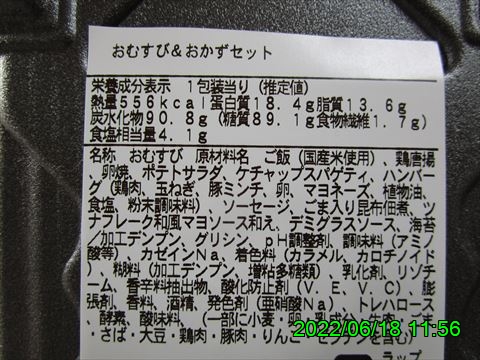 おむすび＆おかずセット
栄養成分表示　１包装当り（推定値）
熱量５５６ｋｃａｌ蛋白質１８．４ｇ脂質１３．６ｇ
炭水化物９０．８ｇ（糖質８９．１ｇ食物繊維１．７ｇ）
食塩相当量４．１ｇ
名称　おむすび　原材料名　ご飯（国産米使用）、鶏唐揚
、卵焼、ポテトサラダ、ケチャップスパゲティ、ハンバー
グ（鶏肉、玉ねぎ、豚ミンチ、卵、マヨネーズ、植物油、
食塩、粉末調味料）、ソーセージ、ごま入り昆布佃煮、ツ
ナフレーク和風マヨソース和え、デミグラスソース、海苔
／加工デンプン、グリシン、ｐＨ調整剤、調味料（アミノ
酸等）、カゼインＮａ、着色料（カラメル、カロチノイド
）、糊料（加工デンプン、増粘多糖類）、乳化剤、リゾチ
ーム、香辛料抽出物、酸化防止剤（Ｖ．Ｅ、Ｖ．Ｃ）、膨
張剤、香料、酒精、発色剤（亜硝酸Ｎａ）、トレハロース
、酵素、酸味料、（一部に小麦・卵・乳成分・牛肉・ごま
・さば・大豆・鶏肉・豚肉・りんご・ゼラチンを含む）
ラップ
2022/06/18 11:56